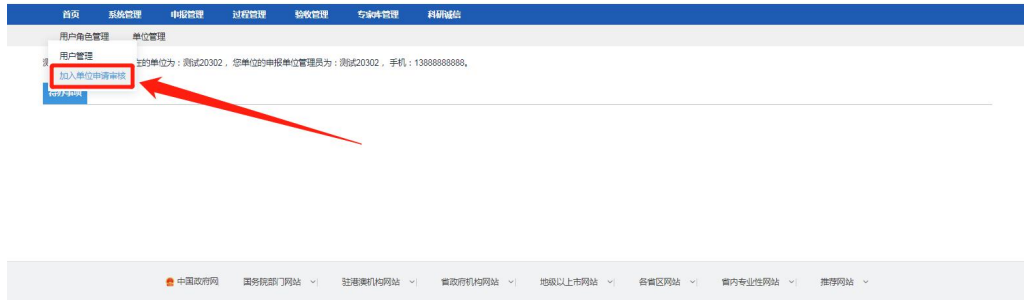 首页 系统管理 申报管理 过程管理 验收管理 专家库管理 科研诚信
用户角色管理 单位管理
用户管理
在的单位为：测试20302，您单位的申报单位管理员为：测试20302，手机：13888888888。
加入单位申请审核
待办事项
中国政府网 国务院部门网站 驻港澳机构网站 省政府机构网站 地级以上市网站 各省区网站 省内专业性网站 推荐网站